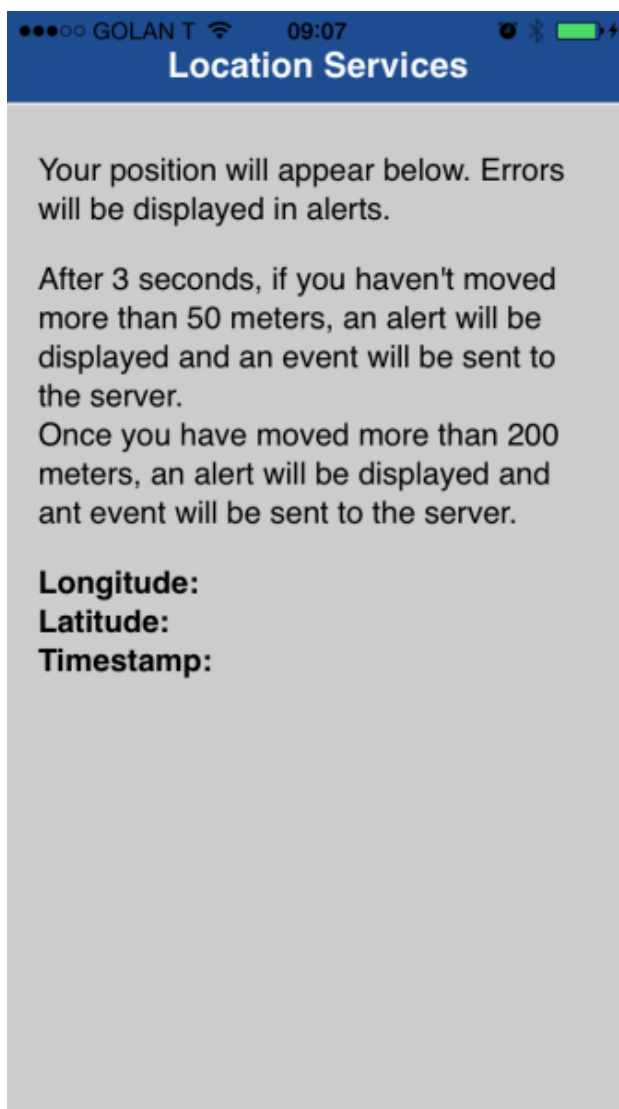 GOLAN T 09:07
Location Services
Your position will appear below. Errors
will be displayed in alerts.
After 3 seconds, if you haven't moved
more than 50 meters, an alert will be
displayed and an event will be sent to
the server.
Once you have moved more than 200
meters, an alert will be displayed and
ant event will be sent to the server.
Longitude:
Latitude:
Timestamp: